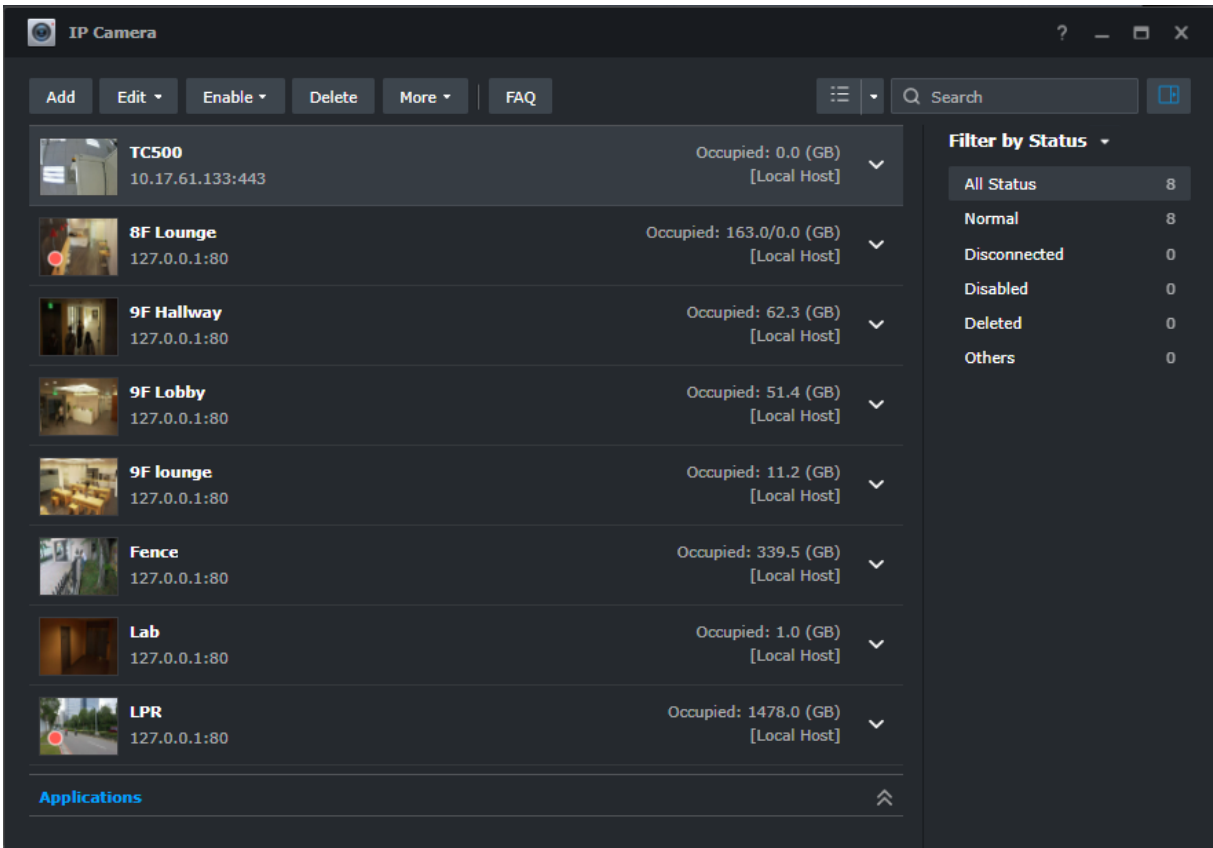 IP Camera
Add Edit Enable Delete More FAQ Search
TC500 Occupied: 0.0 (GB)
10.17.61.133:443 [Local Host]
8F Lounge Occupied: 163.0/0.0 (GB)
127.0.0.1:80 [Local Host]
9F Hallway Occupied: 62.3 (GB)
127.0.0.1:80 [Local Host]
9F Lobby Occupied: 51.4 (GB)
127.0.0.1:80 [Local Host]
9F lounge Occupied: 11.2 (GB)
127.0.0.1:80 [Local Host]
Fence Occupied: 339.5 (GB)
127.0.0.1:80 [Local Host]
Lab Occupied: 1.0 (GB)
127.0.0.1:80 [Local Host]
LPR Occupied: 1478.0 (GB)
127.0.0.1:80 [Local Host]
Applications
Filter by Status
All Status 8
Normal 8
Disconnected 0
Disabled 0
Deleted 0
Others 0